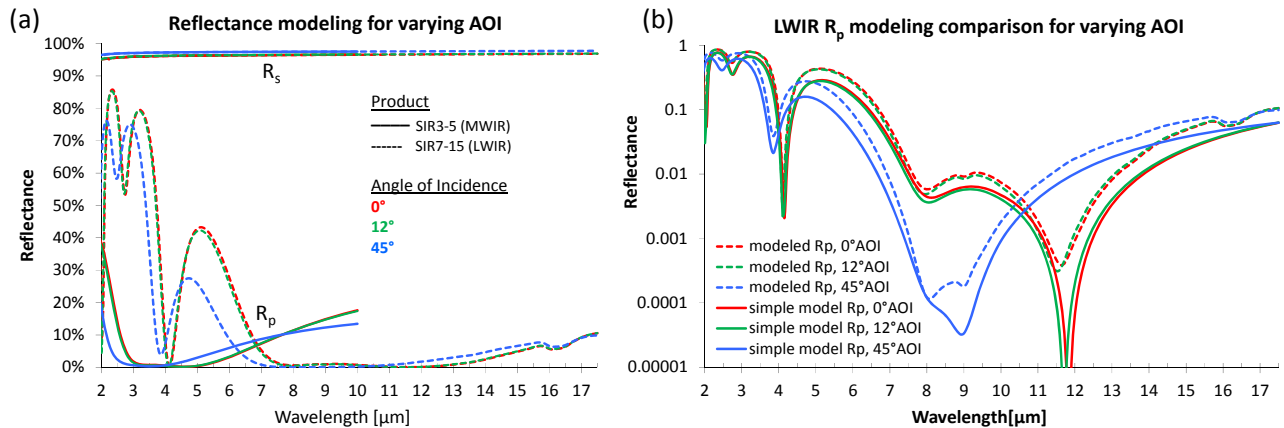 (a)
Reflectance modeling for varying AOI
100%
90%
80%
70%
60%
50%
40%
30%
20%
10%
0%
Reflectance
Rs
Product
SIR3-5 (MWIR)
SIR7-15 (LWIR)
Angle of Incidence
0°
12°
45°
Rp
2 3 4 5 6 7 8 9 10 11 12 13 14 15 16 17
Wavelength [µm]
(b)
LWIR Rp modeling comparison for varying AOI
1
0.1
0.01
0.001
0.0001
0.00001
Reflectance
modeled Rp, 0°AOI
modeled Rp, 12°AOI
modeled Rp, 45°AOI
simple model Rp, 0°AOI
simple model Rp, 12°AOI
simple model Rp, 45°AOI
2 3 4 5 6 7 8 9 10 11 12 13 14 15 16 17
Wavelength[µm]